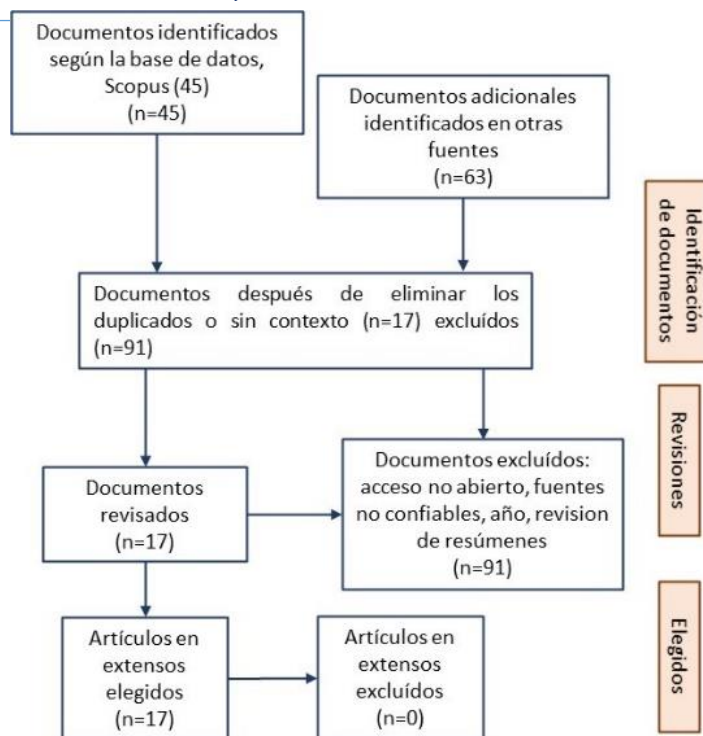 Documentos identificados
según la base de datos,
Scopus (45)
(n=45)
Documentos adicionales
identificados en otras
fuentes
(n=63)
Identificación
de documentos
Documentos después de eliminar los
duplicados o sin contexto (n=17) excluídos
(n=91)
Revisiones
Documentos
revisados
(n=17)
Documentos excluídos:
acceso no abierto, fuentes
no confiables, año, revision
de resúmenes
(n=91)
Elegidos
Artículos en
extensos
elegidos
(n=17)
Artículos en
extensos
excluídos
(n=0)